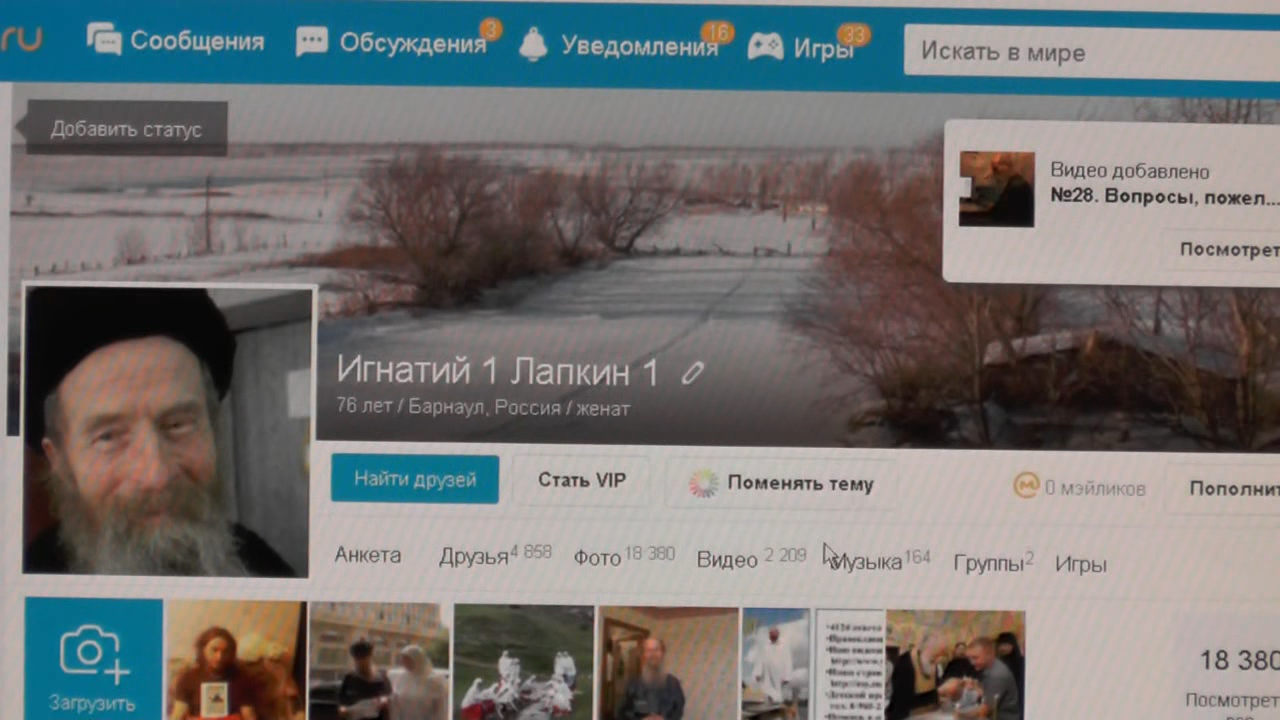 ru Сообщения Обсуждения 3 Уведомления 16 Игры 33 Искать в мире
Добавить статус
Видео добавлено
№28. Вопросы, пожел...
Посмотрет
Игнатий 1 Лапкин 1
76 лет / Барнаул, Россия / женат
Найти друзей Стать VIP Поменять тему 0 мэйликов Пополнит
Анкета Друзья 4 858 Фото 18 380 Видео 2 209 Музыка 164 Группы 2 Игры
18 380
Загрузить
Посмотрет